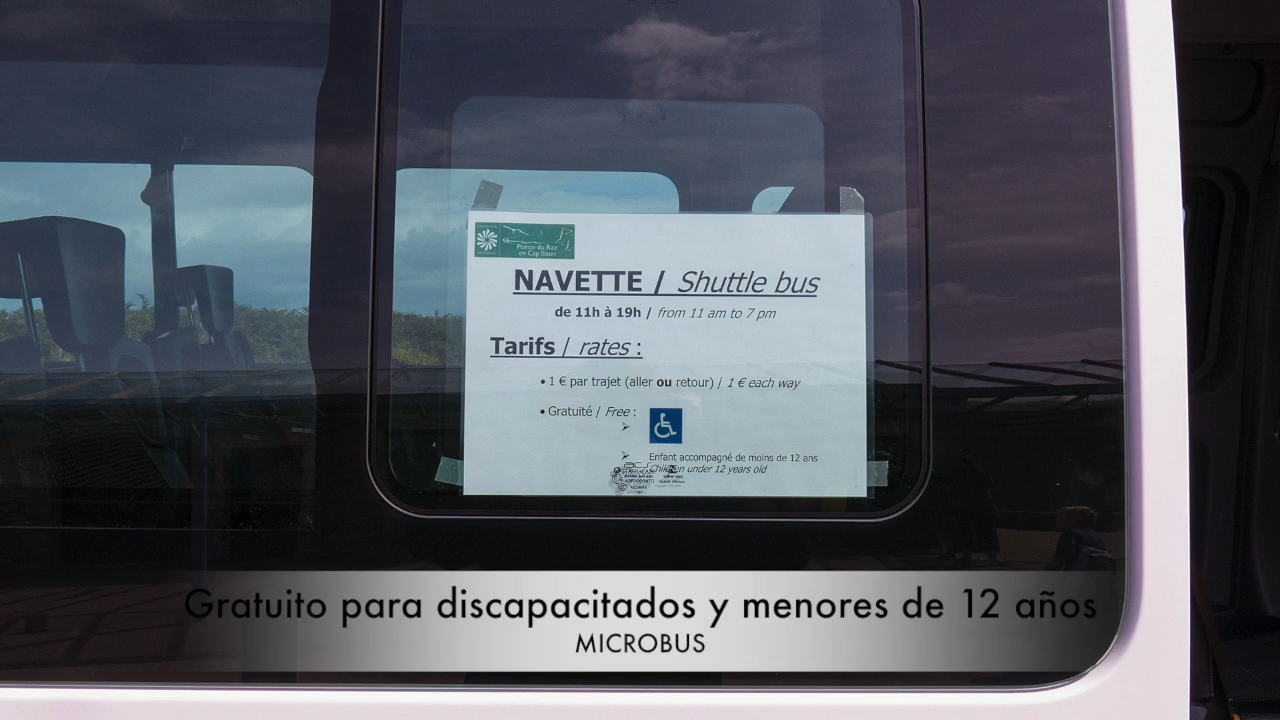 Pointe du Raz
en Cap Sizun
NAVETTE / Shuttle bus
de 11h à 19h / from 11 am to 7 pm
Tarifs / rates :
• 1 € par trajet (aller ou retour) / 1 € each way
• Gratuité / Free :
➢
➢ Enfant accompagné de moins de 12 ans
Children under 12 years old
Gratuito para discapacitados y menores de 12 años
MICROBUS